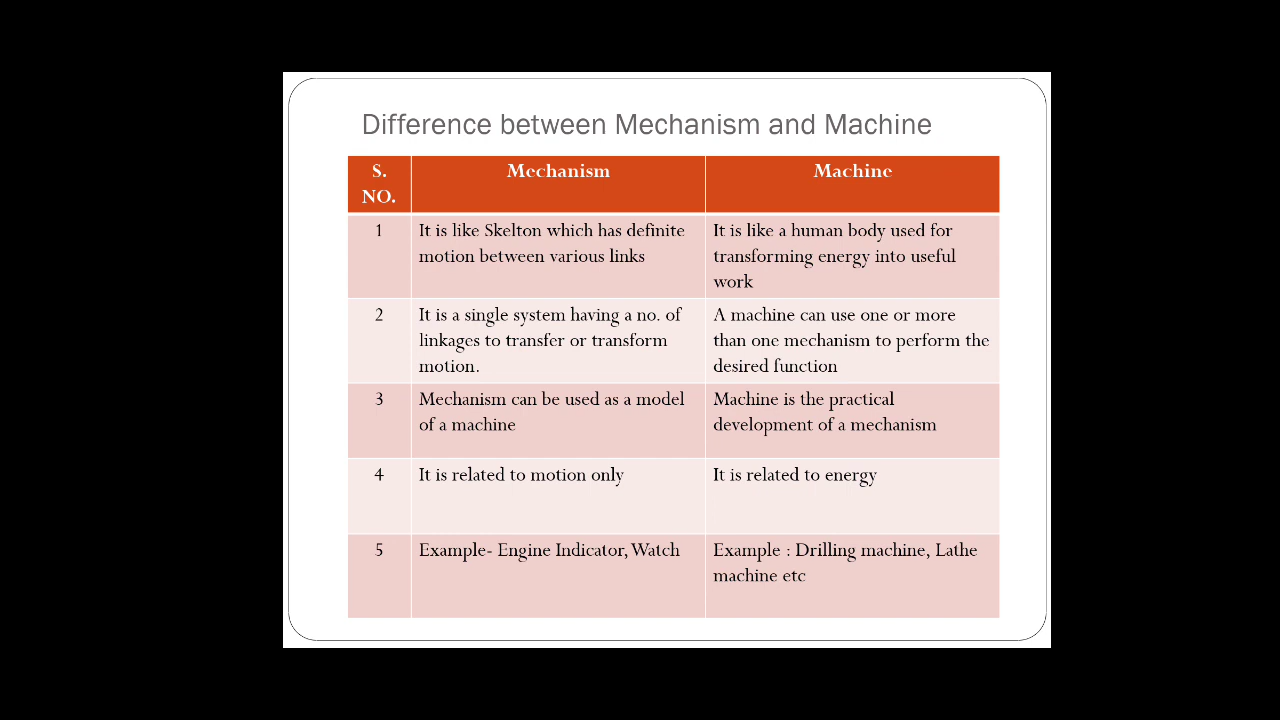 Difference between Mechanism and Machine
S. NO.
Mechanism
Machine
1
It is like Skelton which has definite
motion between various links
It is like a human body used for
transforming energy into useful
work
2
It is a single system having a no. of
linkages to transfer or transform
motion.
A machine can use one or more
than one mechanism to perform the
desired function
3
Mechanism can be used as a model
of a machine
Machine is the practical
development of a mechanism
4
It is related to motion only
It is related to energy
5
Example- Engine Indicator, Watch
Example : Drilling machine, Lathe
machine etc